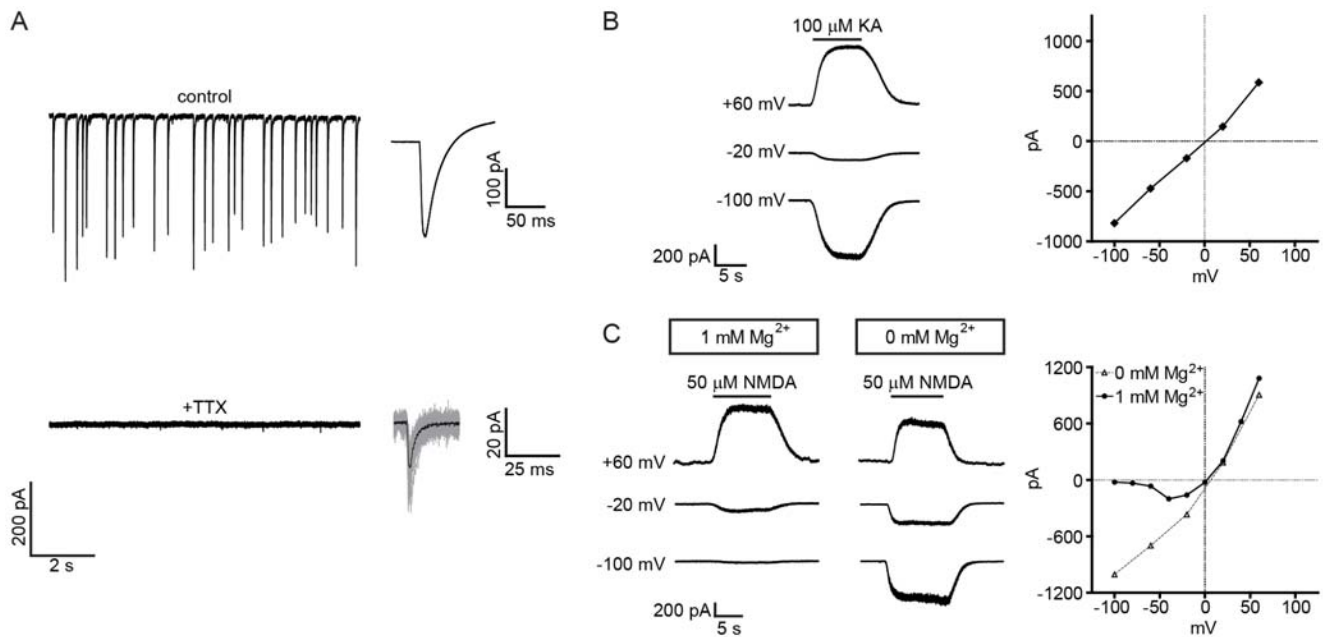 A
control
100 pA
50 ms
+TTX
20 pA
25 ms
200 pA
2 s
B
100 μM KA
+60 mV
-20 mV
-100 mV
200 pA
5 s
1000
500
0
-500
-1000
pA
-100 -50 0 50 100
mV
C
1 mM Mg²⁺
0 mM Mg²⁺
50 μM NMDA
50 μM NMDA
+60 mV
-20 mV
-100 mV
200 pA
5 s
0 mM Mg²⁺
1 mM Mg²⁺
1200
600
0
-600
-1200
pA
-100 -50 0 50 100
mV